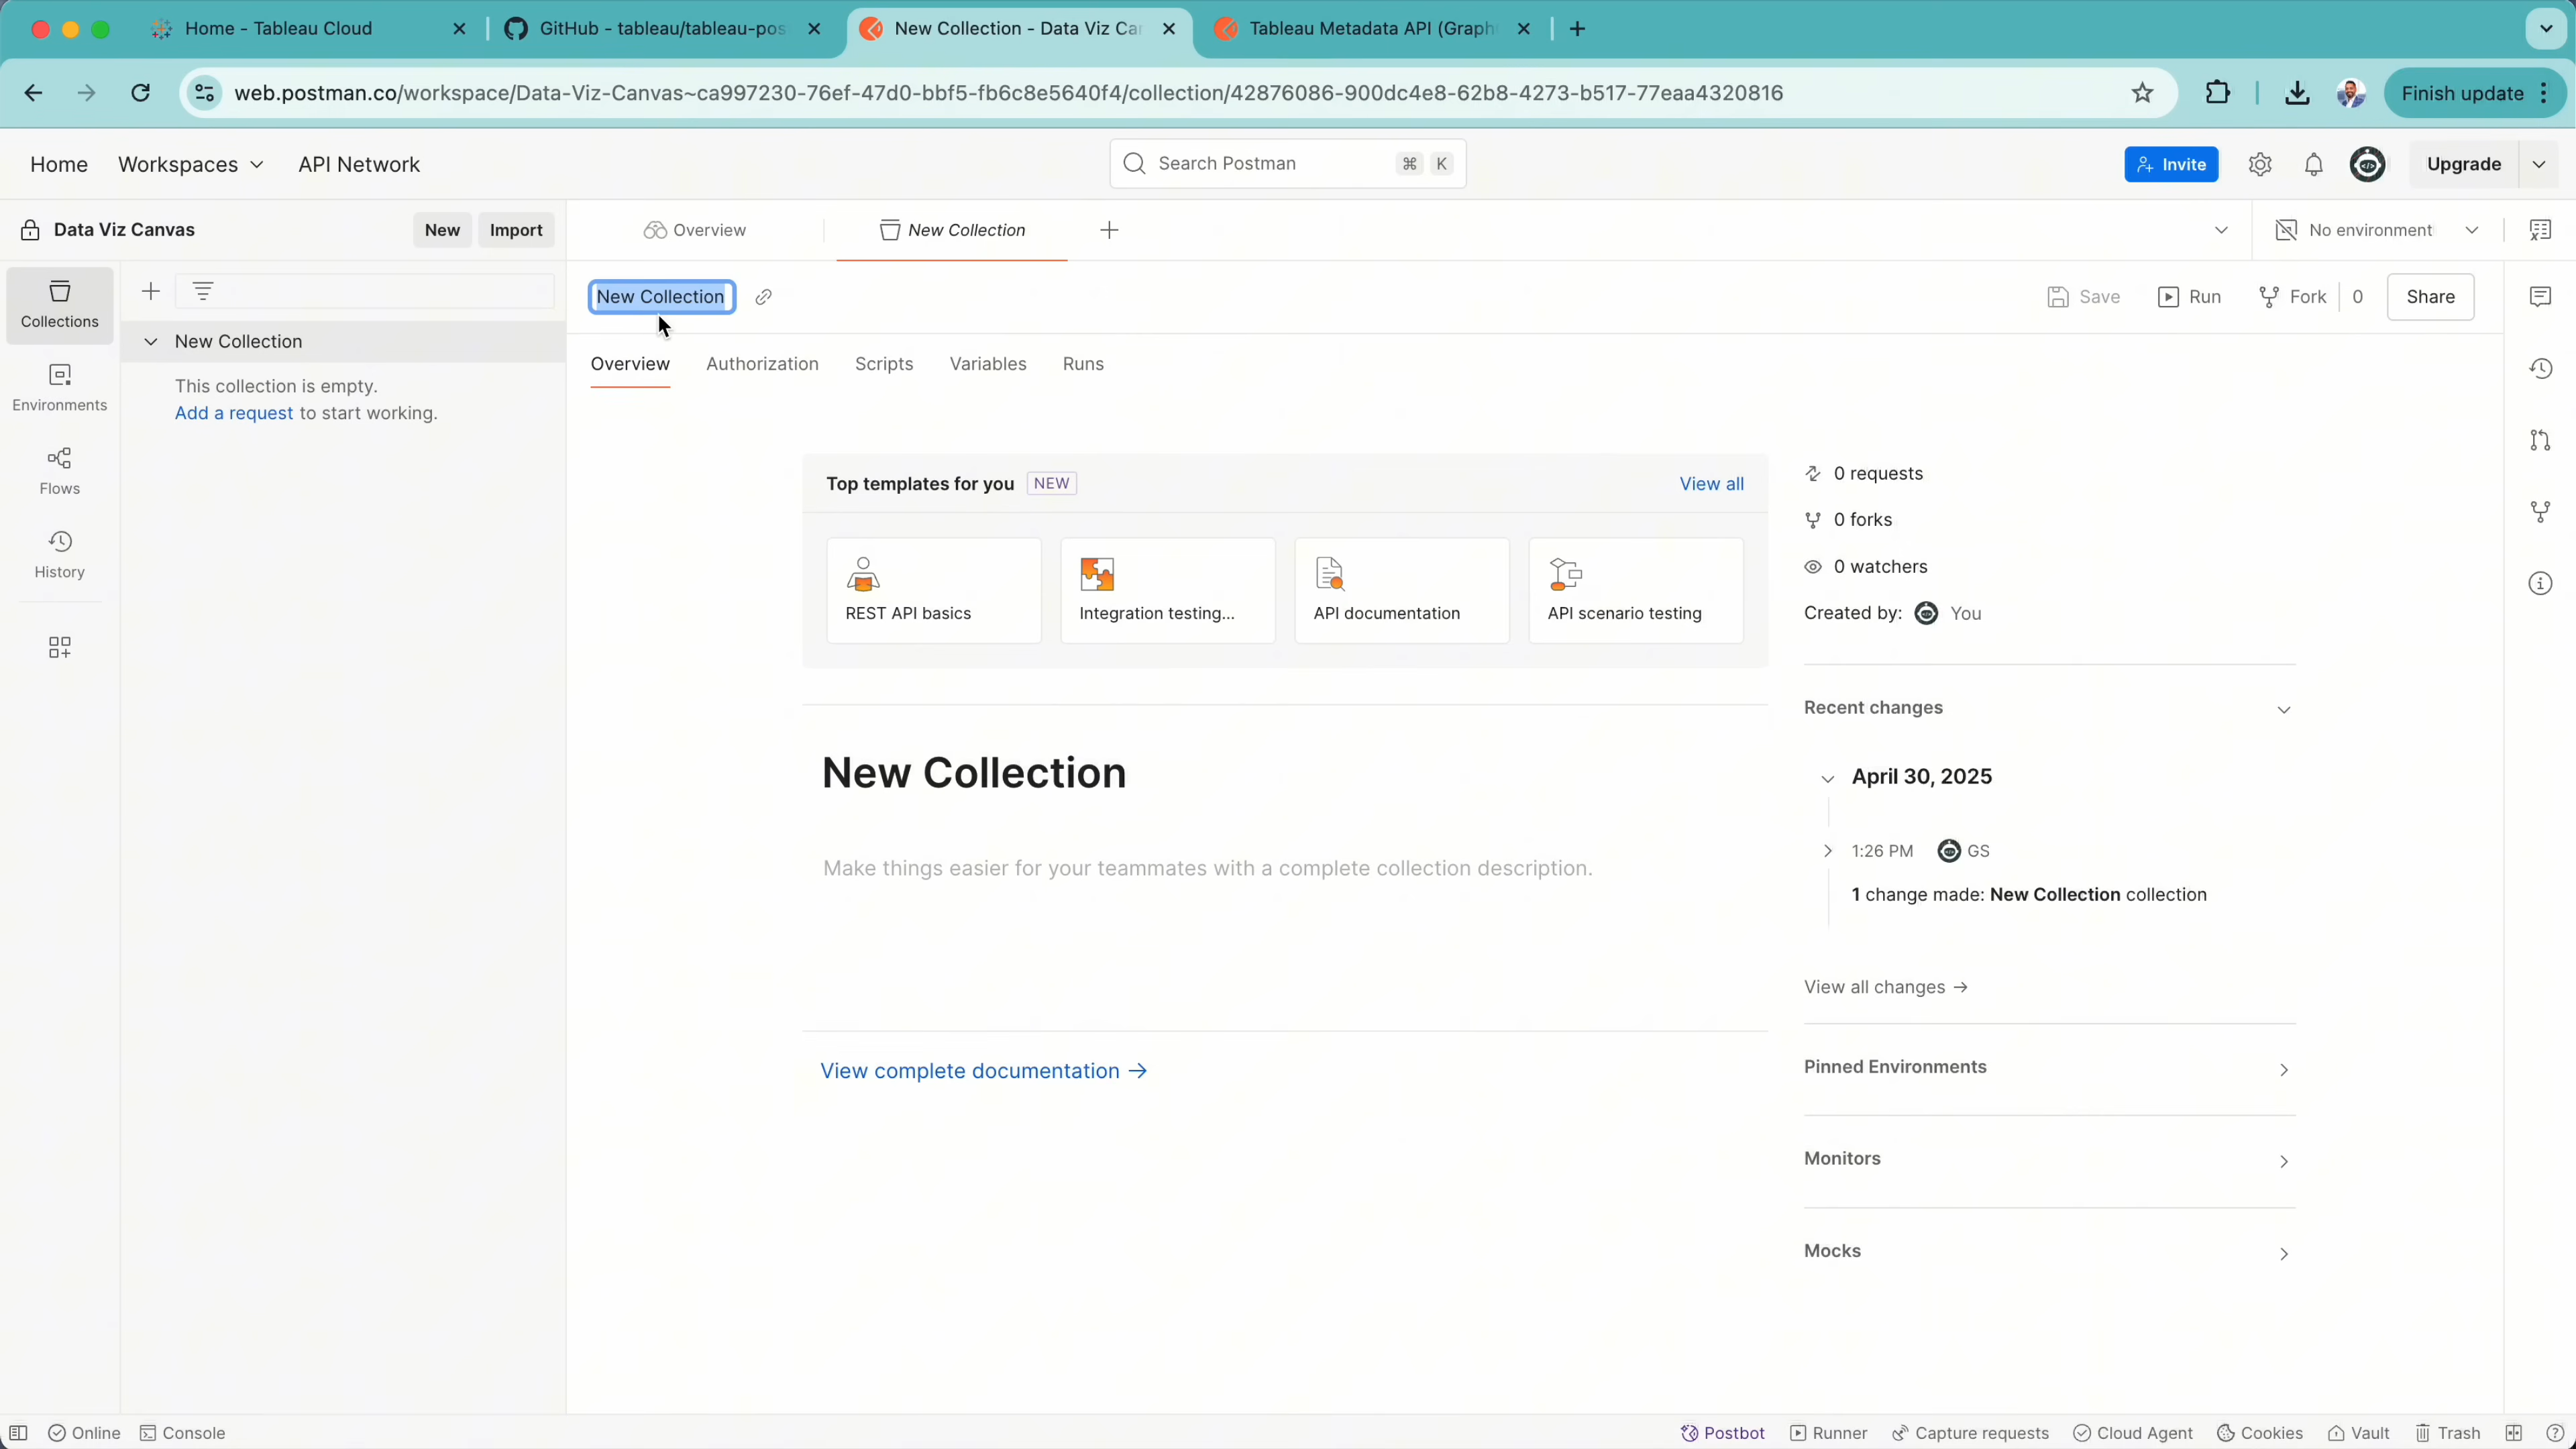 Home - Tableau Cloud
GitHub - tableau/tableau-pos
New Collection - Data Viz Car
Tableau Metadata API (Graph
web.postman.co/workspace/Data-Viz-Canvas~ca997230-76ef-47d0-bbf5-fb6c8e5640f4/collection/42876086-900dc4e8-62b8-4273-b517-77eaa4320816
Finish update
Home
Workspaces
API Network
Search Postman
⌘ K
Invite
Upgrade
Data Viz Canvas
New
Import
Overview
New Collection
No environment
Collections
Environments
Flows
History
New Collection
This collection is empty.
Add a request to start working.
New Collection
Save
Run
Fork
0
Share
Overview
Authorization
Scripts
Variables
Runs
Top templates for you
NEW
View all
REST API basics
Integration testing...
API documentation
API scenario testing
New Collection
Make things easier for your teammates with a complete collection description.
View complete documentation →
0 requests
0 forks
0 watchers
Created by: You
Recent changes
April 30, 2025
1:26 PM GS
1 change made: New Collection collection
View all changes →
Pinned Environments
Monitors
Mocks
Online
Console
Postbot
Runner
Capture requests
Cloud Agent
Cookies
Vault
Trash